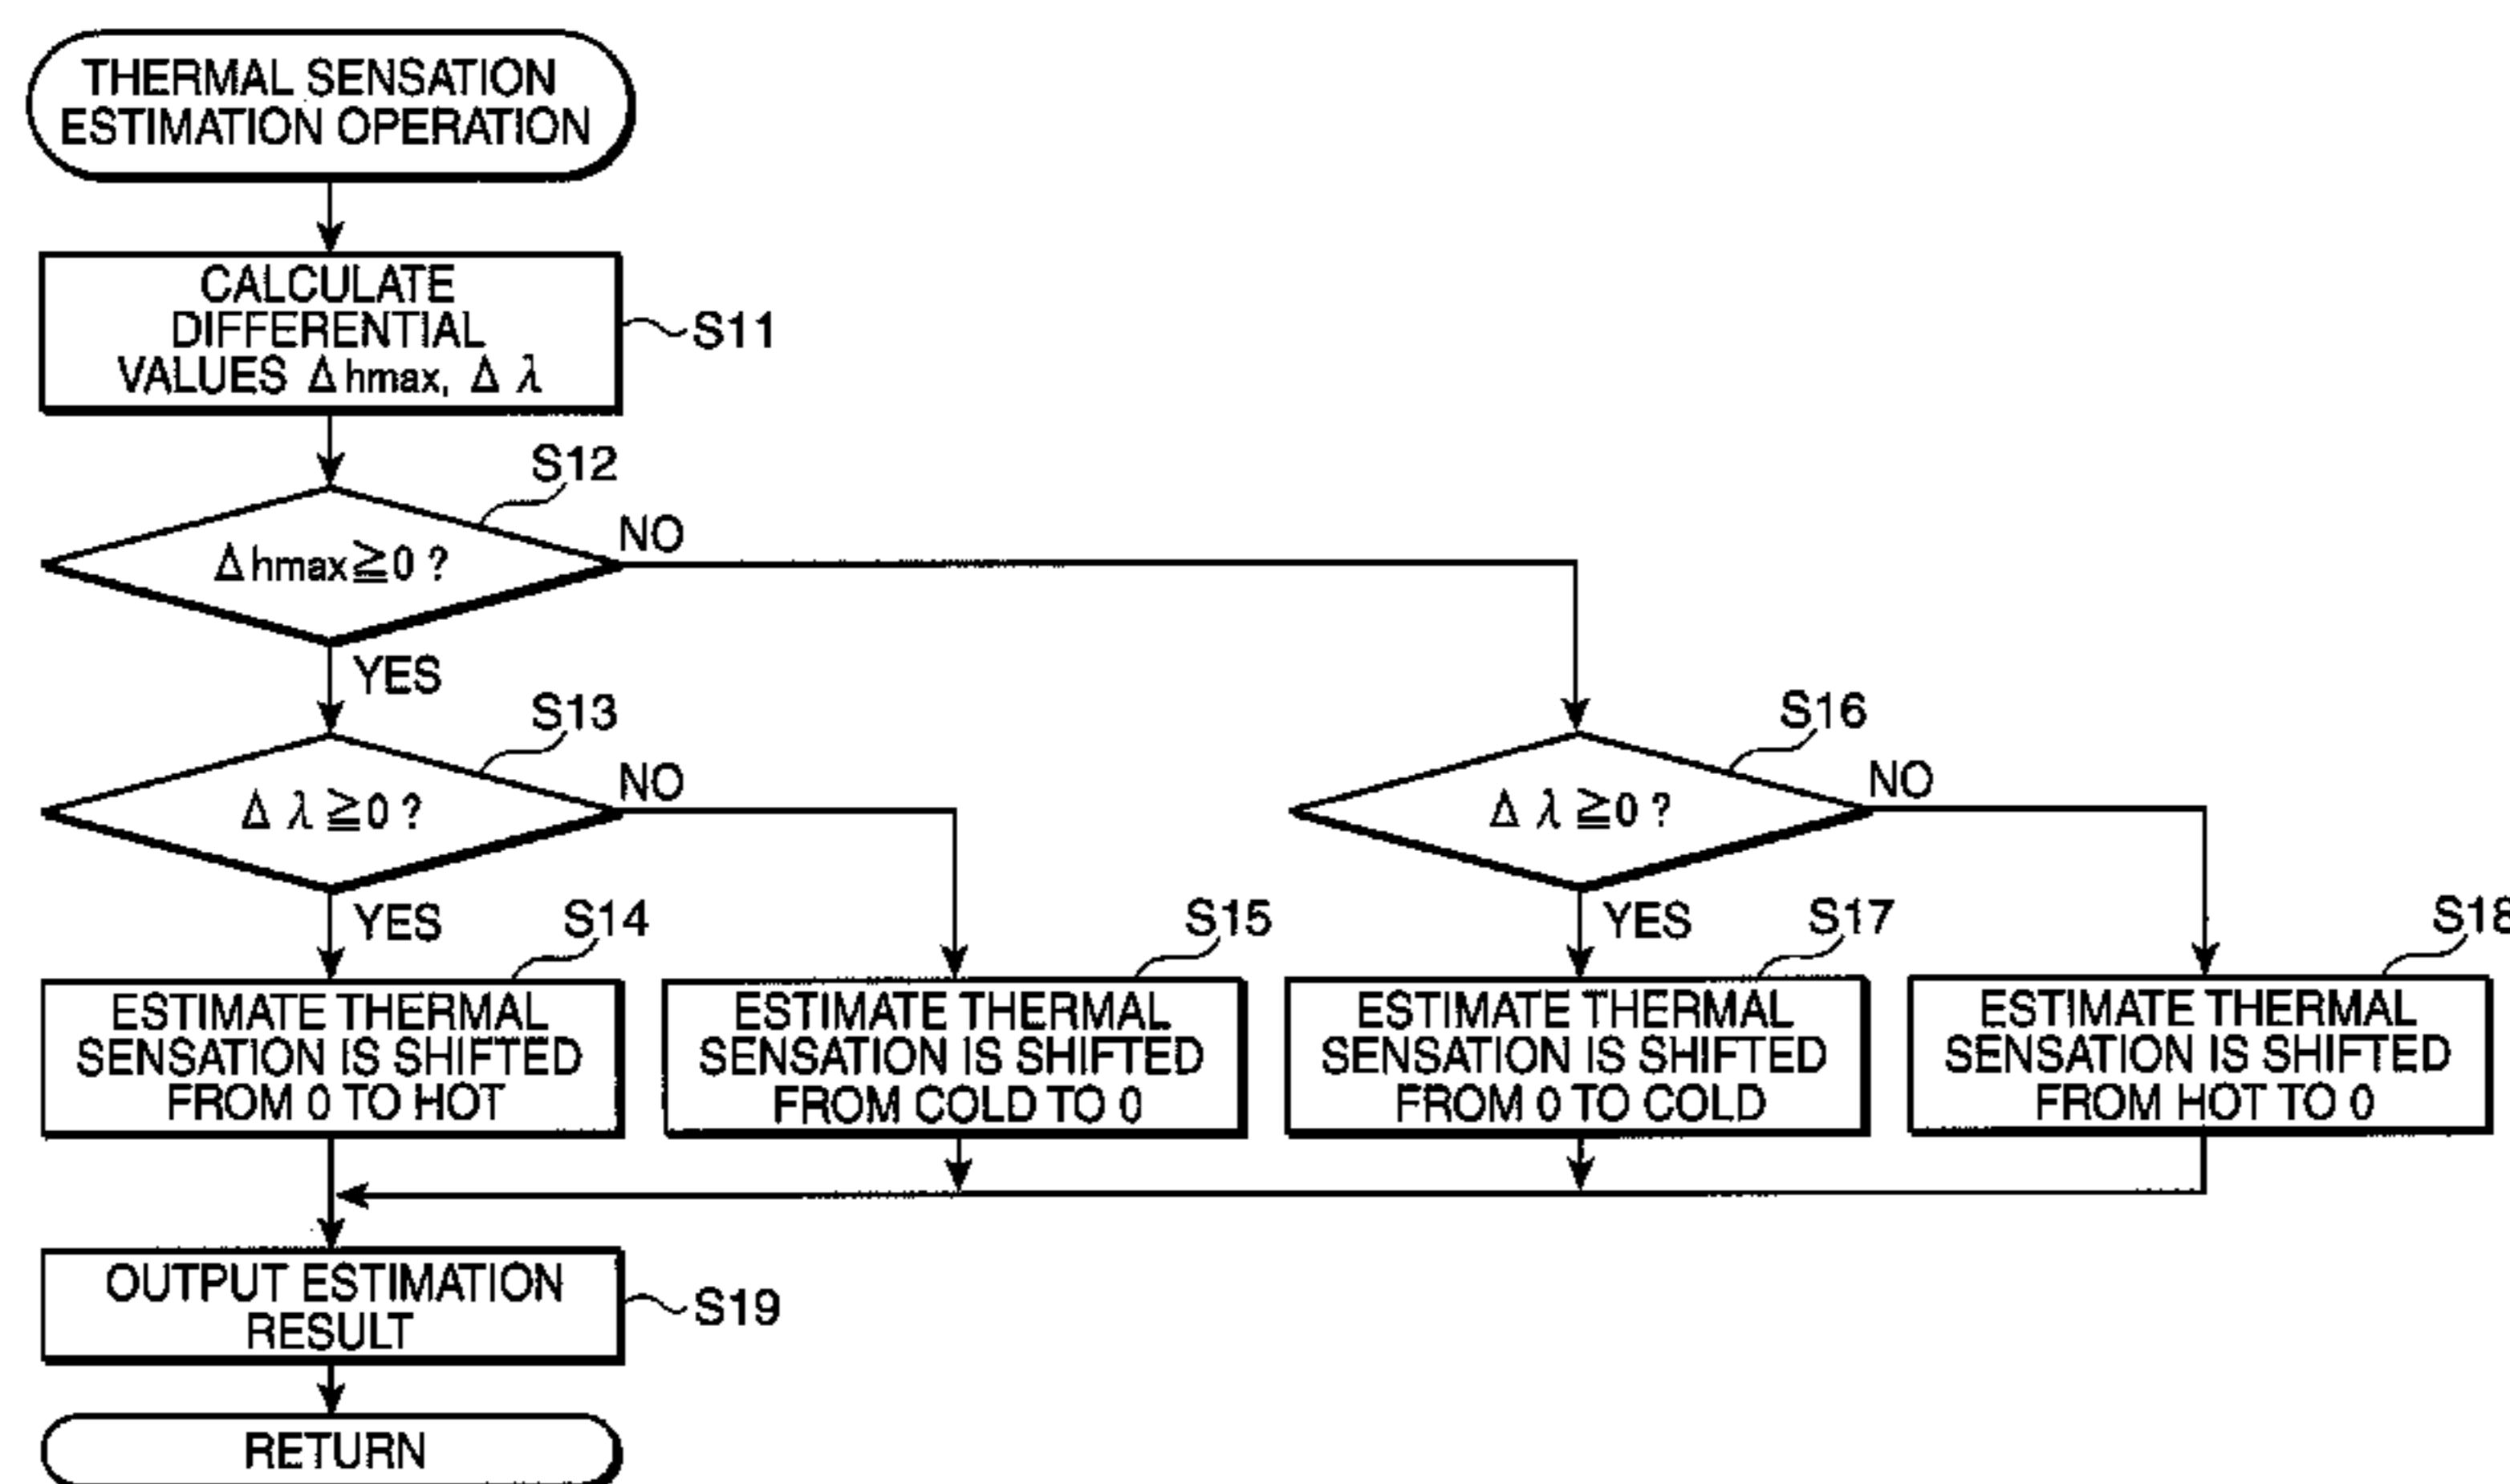 THERMAL SENSATION
ESTIMATION OPERATION
CALCULATE
DIFFERENTIAL
VALUES Δhmax, Δ λ
S11
S12
Δhmax≧0 ?
NO
YES
S13
Δ λ ≧0 ?
NO
YES
S16
Δ λ ≧0 ?
NO
YES
S14
ESTIMATE THERMAL
SENSATION IS SHIFTED
FROM 0 TO HOT
S15
ESTIMATE THERMAL
SENSATION IS SHIFTED
FROM COLD TO 0
S17
ESTIMATE THERMAL
SENSATION IS SHIFTED
FROM 0 TO COLD
S18
ESTIMATE THERMAL
SENSATION IS SHIFTED
FROM HOT TO 0
OUTPUT ESTIMATION
RESULT
S19
RETURN